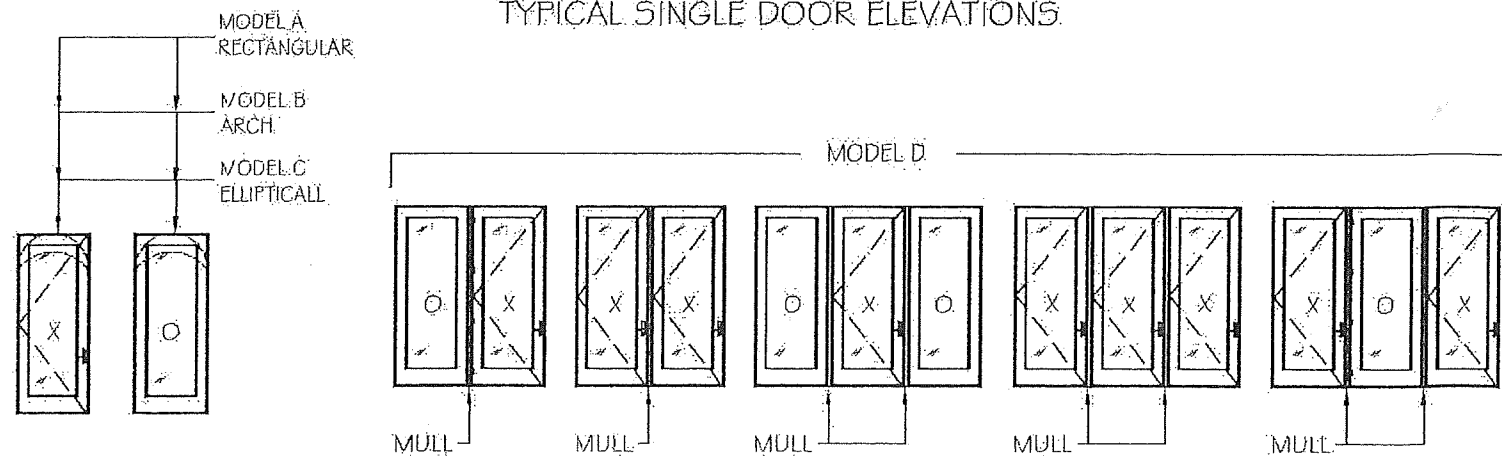 TYPICAL SINGLE DOOR ELEVATIONS
MODEL A
RECTANGULAR
MODEL B
ARCH
MODEL C
ELLIPTICALL
MODEL D
X
O
O X
X X
O X O
X X X
X O X
MULL
MULL
MULL
MULL
MULL